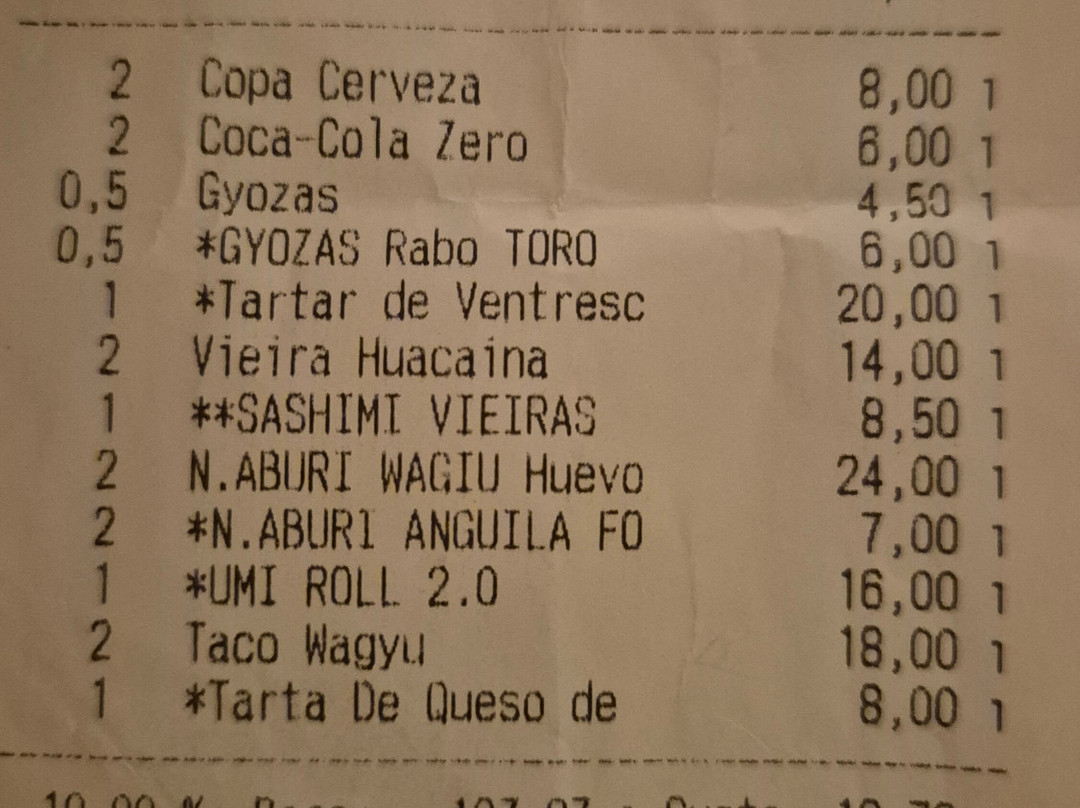 2 Copa Cerveza 8,00 1
2 Coca-Cola Zero 6,00 1
0,5 Gyozas 4,50 1
0,5 *GYOZAS Rabo TORO 6,00 1
1 *Tartar de Ventresc 20,00 1
2 Vieira Huacaina 14,00 1
1 **SASHIMI VIEIRAS 8,50 1
2 N.ABURI WAGIU Huevo 24,00 1
2 *N.ABURI ANGUILA FO 7,00 1
1 *UMI ROLL 2.0 16,00 1
2 Taco Wagyu 18,00 1
1 *Tarta De Queso de 8,00 1